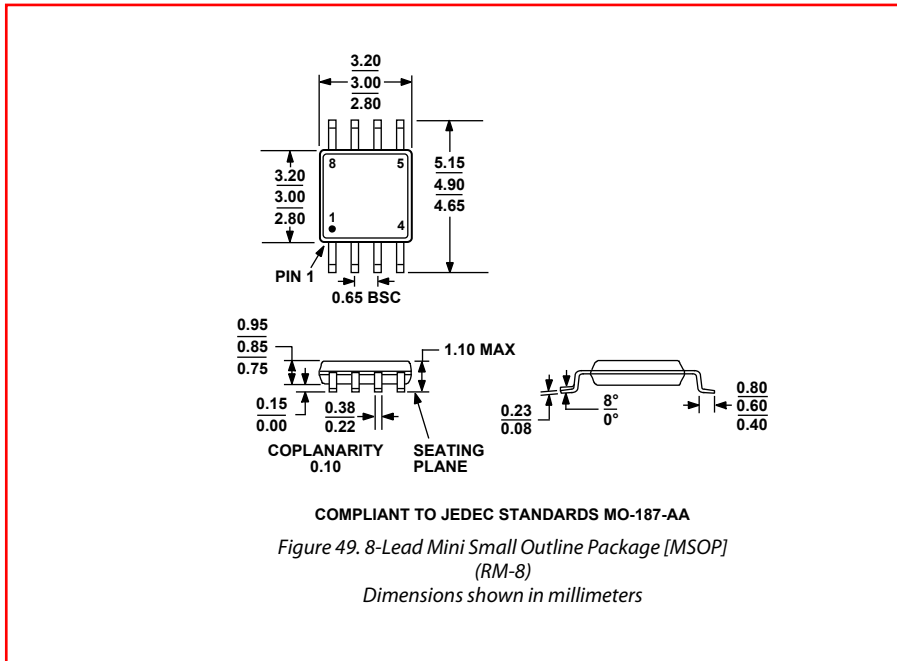 3.20
3.00
2.80
8 5
3.20
3.00
2.80
5.15
4.90
4.65
1 4
PIN 1
0.65 BSC
0.95
0.85
0.75
1.10 MAX
0.15
0.00
0.38
0.22
COPLANARITY
0.10
SEATING
PLANE
0.23
0.08
8°
0°
0.80
0.60
0.40
COMPLIANT TO JEDEC STANDARDS MO-187-AA
Figure 49. 8-Lead Mini Small Outline Package [MSOP]
(RM-8)
Dimensions shown in millimeters